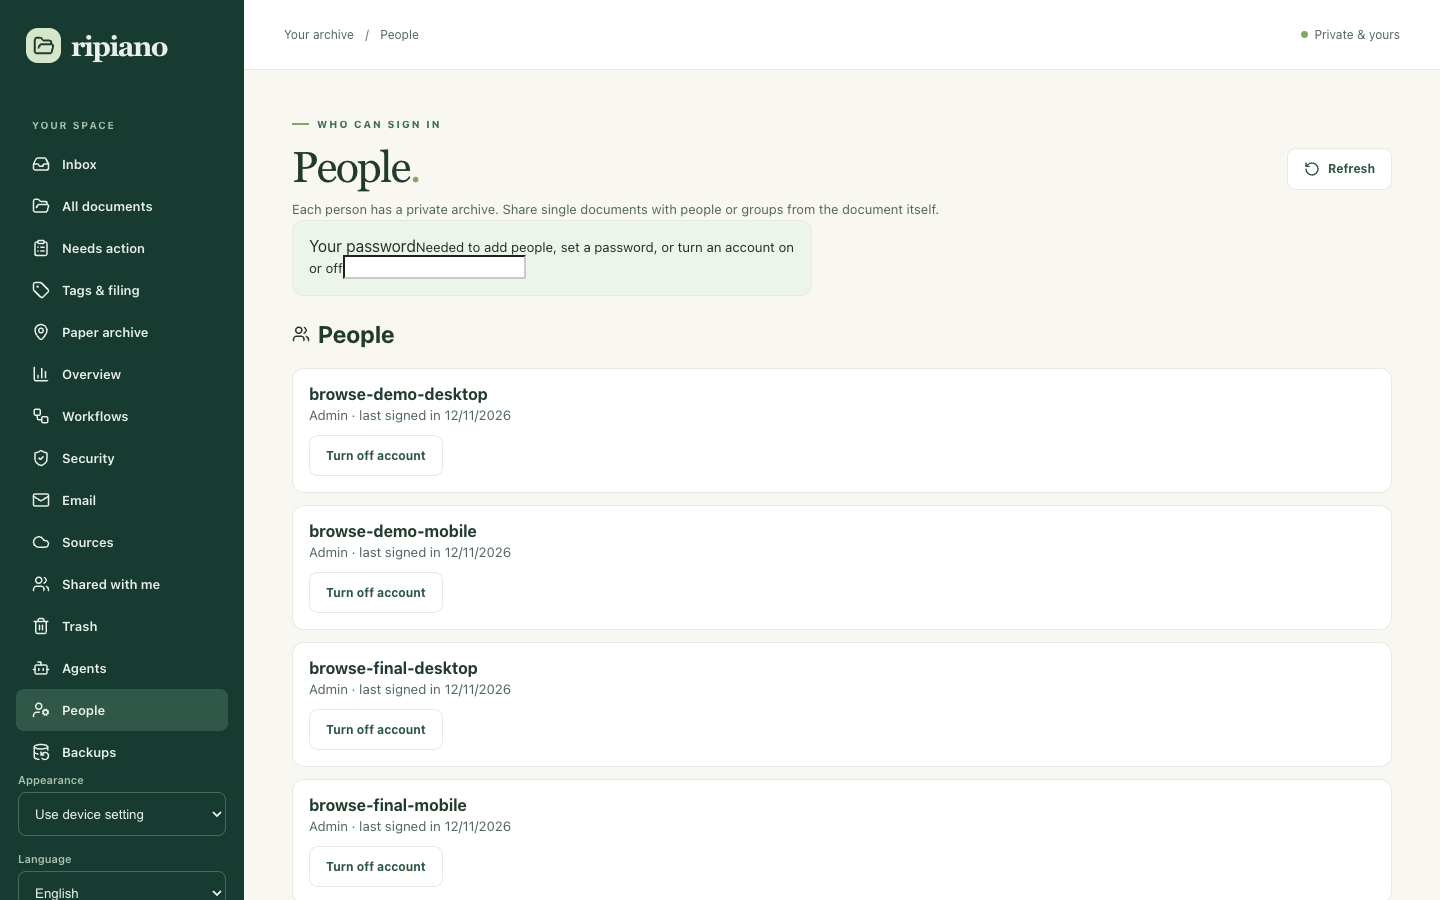 ripiano
YOUR SPACE
Inbox
All documents
Needs action
Tags & filing
Paper archive
Overview
Workflows
Security
Email
Sources
Shared with me
Trash
Agents
People
Backups
Appearance
Use device setting
Language
English
Your archive / People
Private & yours
WHO CAN SIGN IN
People.
Refresh
Each person has a private archive. Share single documents with people or groups from the document itself.
Your passwordNeeded to add people, set a password, or turn an account on
or off
People
browse-demo-desktop
Admin · last signed in 12/11/2026
Turn off account
browse-demo-mobile
Admin · last signed in 12/11/2026
Turn off account
browse-final-desktop
Admin · last signed in 12/11/2026
Turn off account
browse-final-mobile
Admin · last signed in 12/11/2026
Turn off account